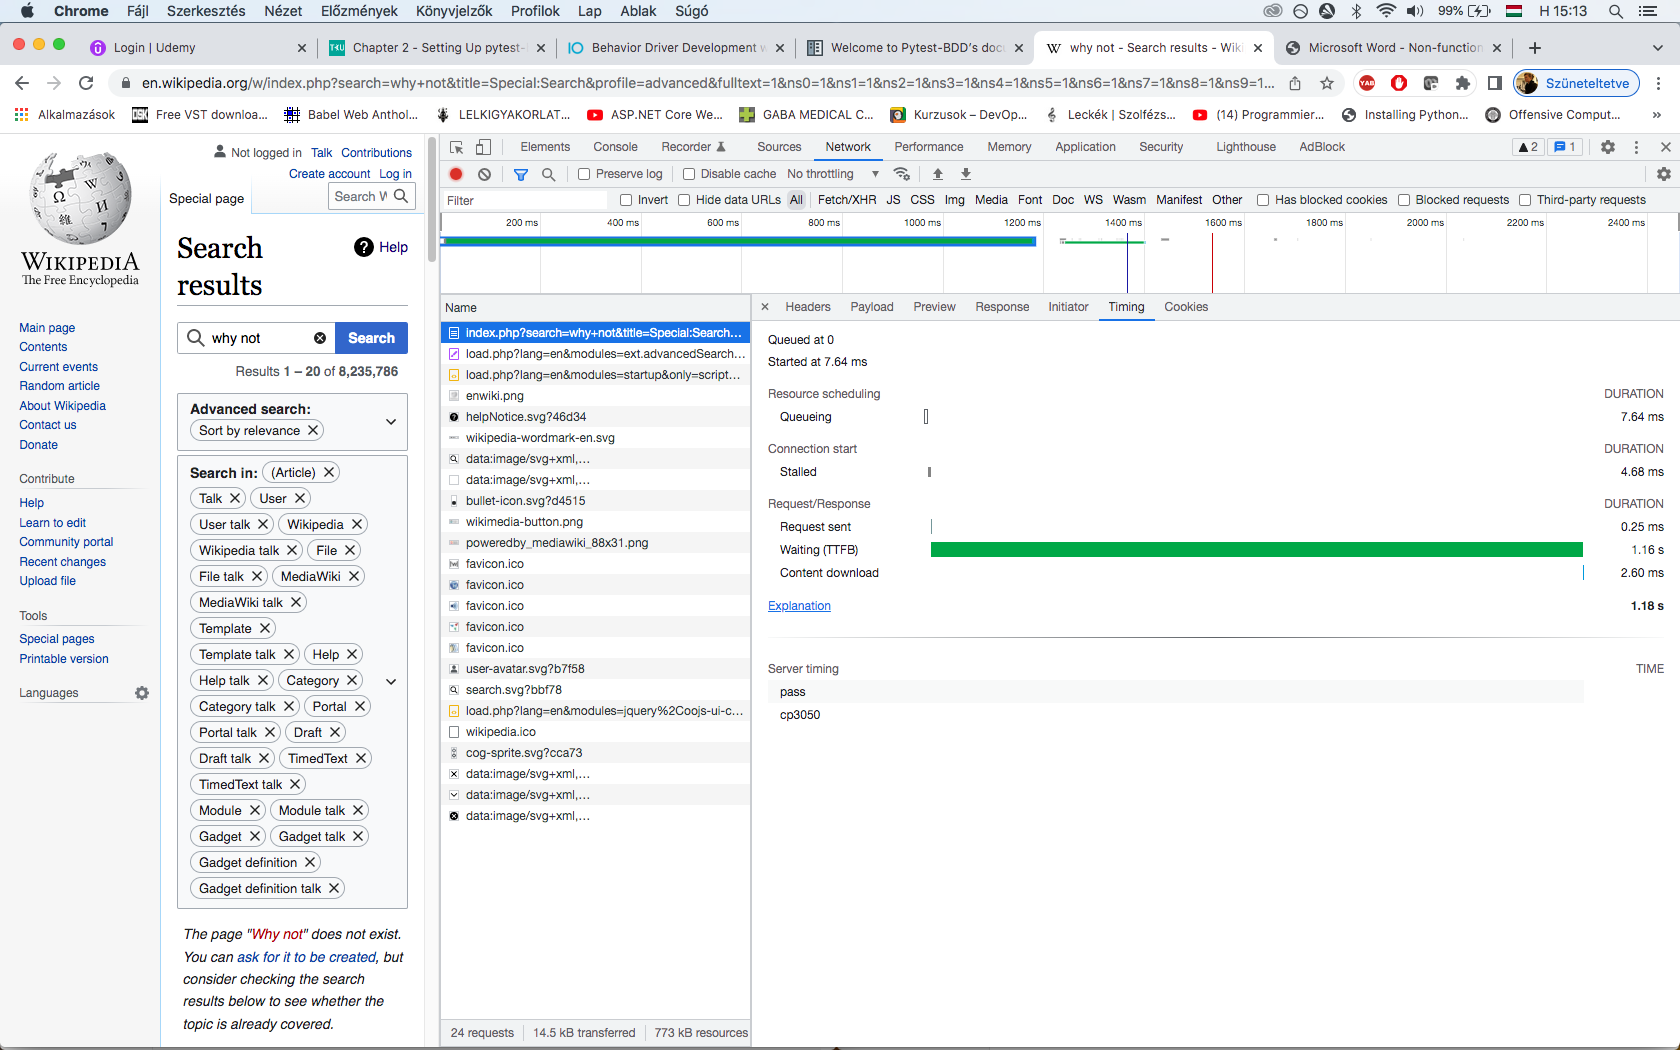 Chrome Fájl Szerkesztés Nézet Előzmények Könyvjelzők Profilok Lap Ablak Súgó 99% H 15:13
Login | Udemy Chapter 2 - Setting Up pytest- Behavior Driver Development w Welcome to Pytest-BDD's docu why not - Search results - Wiki Microsoft Word - Non-function
en.wikipedia.org/w/index.php?search=why+not&title=Special:Search&profile=advanced&fulltext=1&ns0=1&ns1=1&ns2=1&ns3=1&ns4=1&ns5=1&ns6=1&ns7=1&ns8=1&ns9=1... Szüneteltetve
Alkalmazások Free VST downloa... Babel Web Anthol... LELKIGYAKORLAT... ASP.NET Core We... GABA MEDICAL C... Kurzusok – DevOp... Leckék | Szolfézs... (14) Programmier... Installing Python... Offensive Comput... »
Not logged in Talk Contributions
Create account Log in
Special page Search W
WIKIPEDIA
The Free Encyclopedia
Main page
Contents
Current events
Random article
About Wikipedia
Contact us
Donate
Contribute
Help
Learn to edit
Community portal
Recent changes
Upload file
Tools
Special pages
Printable version
Languages
Search results
Help
why not Search
Results 1 – 20 of 8,235,786
Advanced search:
Sort by relevance
Search in: (Article)
Talk User
User talk Wikipedia
Wikipedia talk File
File talk MediaWiki
MediaWiki talk
Template
Template talk Help
Help talk Category
Category talk Portal
Portal talk Draft
Draft talk TimedText
TimedText talk
Module Module talk
Gadget Gadget talk
Gadget definition
Gadget definition talk
The page "Why not" does not exist.
You can ask for it to be created, but
consider checking the search
results below to see whether the
topic is already covered.
Elements Console Recorder Sources Network Performance Memory Application Security Lighthouse AdBlock 2 1
Preserve log Disable cache No throttling
Filter Invert Hide data URLs All Fetch/XHR JS CSS Img Media Font Doc WS Wasm Manifest Other Has blocked cookies Blocked requests Third-party requests
200 ms 400 ms 600 ms 800 ms 1000 ms 1200 ms 1400 ms 1600 ms 1800 ms 2000 ms 2200 ms 2400 ms
Name
index.php?search=why+not&title=Special:Search...
load.php?lang=en&modules=ext.advancedSearch...
load.php?lang=en&modules=startup&only=script...
enwiki.png
helpNotice.svg?46d34
wikipedia-wordmark-en.svg
data:image/svg+xml,...
data:image/svg+xml,...
bullet-icon.svg?d4515
wikimedia-button.png
poweredby_mediawiki_88x31.png
favicon.ico
favicon.ico
favicon.ico
favicon.ico
favicon.ico
user-avatar.svg?b7f58
search.svg?bbf78
load.php?lang=en&modules=jquery%2Coojs-ui-c...
wikipedia.ico
cog-sprite.svg?cca73
data:image/svg+xml,...
data:image/svg+xml,...
data:image/svg+xml,...
24 requests 14.5 kB transferred 773 kB resources
Headers Payload Preview Response Initiator Timing Cookies
Queued at 0
Started at 7.64 ms
Resource scheduling DURATION
Queueing 7.64 ms
Connection start DURATION
Stalled 4.68 ms
Request/Response DURATION
Request sent 0.25 ms
Waiting (TTFB) 1.16 s
Content download 2.60 ms
Explanation 1.18 s
Server timing TIME
pass
cp3050